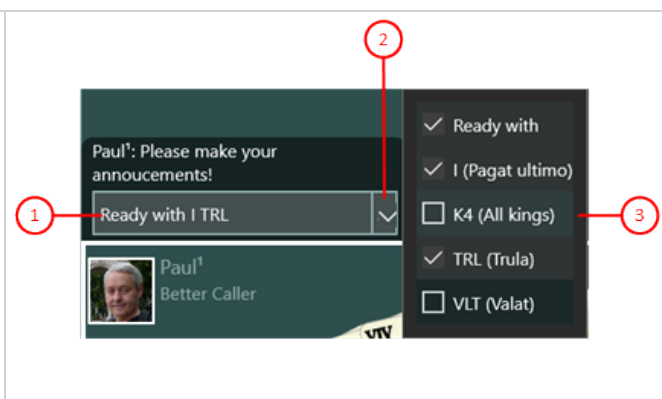 2
Paul¹: Please make your
annoucements!
1
Ready with I TRL
Paul¹
Better Caller
XIV
Ready with
I (Pagat ultimo)
K4 (All kings)
3
TRL (Trula)
VLT (Valat)